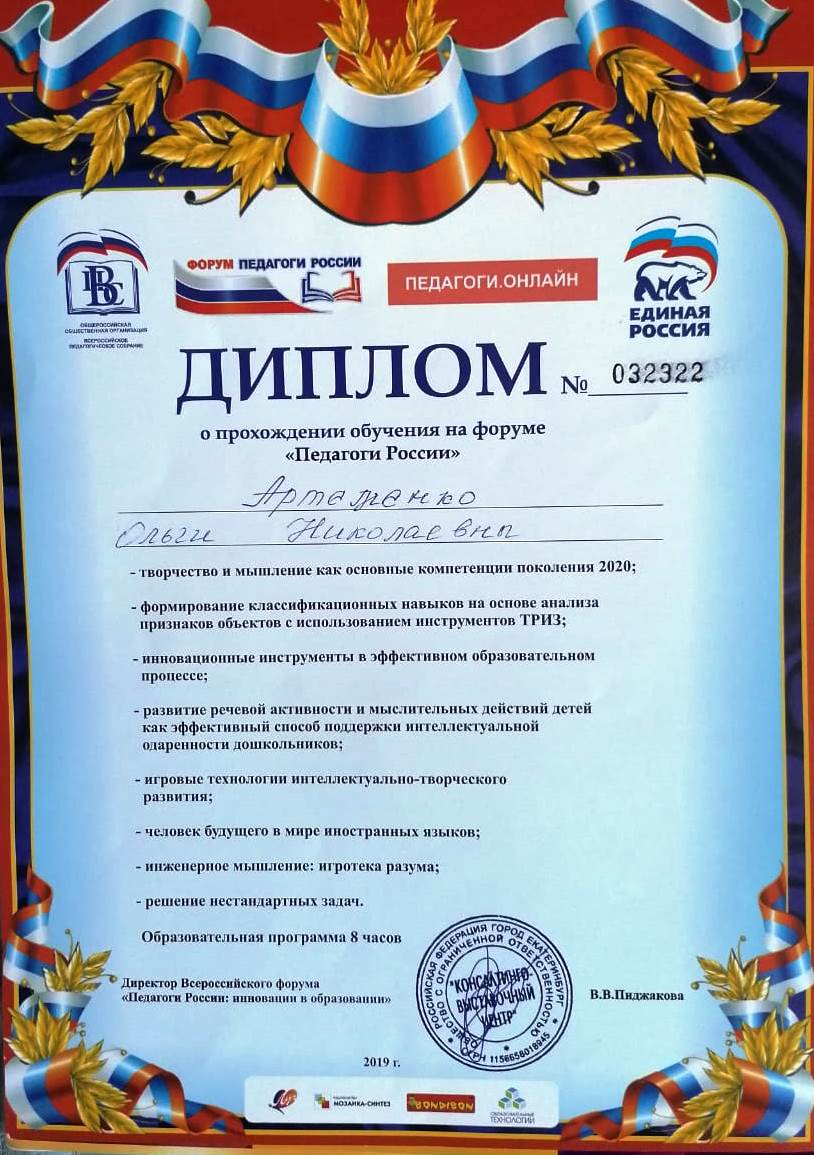 ОБЩЕРОССИЙСКАЯ
ОБЩЕСТВЕННАЯ ОРГАНИЗАЦИЯ
ВСЕРОССИЙСКОЕ
ПЕДАГОГИЧЕСКОЕ СОБРАНИЕ
ФОРУМ ПЕДАГОГИ РОССИИ
ПЕДАГОГИ.ОНЛАЙН
ЕДИНАЯ
РОССИЯ
ДИПЛОМ № 032322
о прохождении обучения на форуме
«Педагоги России»
Ольги Николаевны
- творчество и мышление как основные компетенции поколения 2020;
- формирование классификационных навыков на основе анализа
признаков объектов с использованием инструментов ТРИЗ;
- инновационные инструменты в эффективном образовательном
процессе;
- развитие речевой активности и мыслительных действий детей
как эффективный способ поддержки интеллектуальной
одаренности дошкольников;
- игровые технологии интеллектуально-творческого
развития;
- человек будущего в мире иностранных языков;
- инженерное мышление: игротека разума;
- решение нестандартных задач.
Образовательная программа 8 часов
Директор Всероссийского форума
«Педагоги России: инновации в образовании»
РОССИЙСКАЯ ФЕДЕРАЦИЯ ГОРОД ЕКАТЕРИНБУРГ
ОБЩЕСТВО С ОГРАНИЧЕННОЙ ОТВЕТСТВЕННОСТЬЮ
"КОНСАЛТИНГО-
ВЫСТАВОЧНЫЙ
ЦЕНТР"
ОГРН 1156658018945
В.В.Пиджакова
2019 г.
МОЗАИКА-СИНТЕЗ
BONDIBON
ОБРАЗОВАТЕЛЬНЫЕ
ТЕХНОЛОГИИ